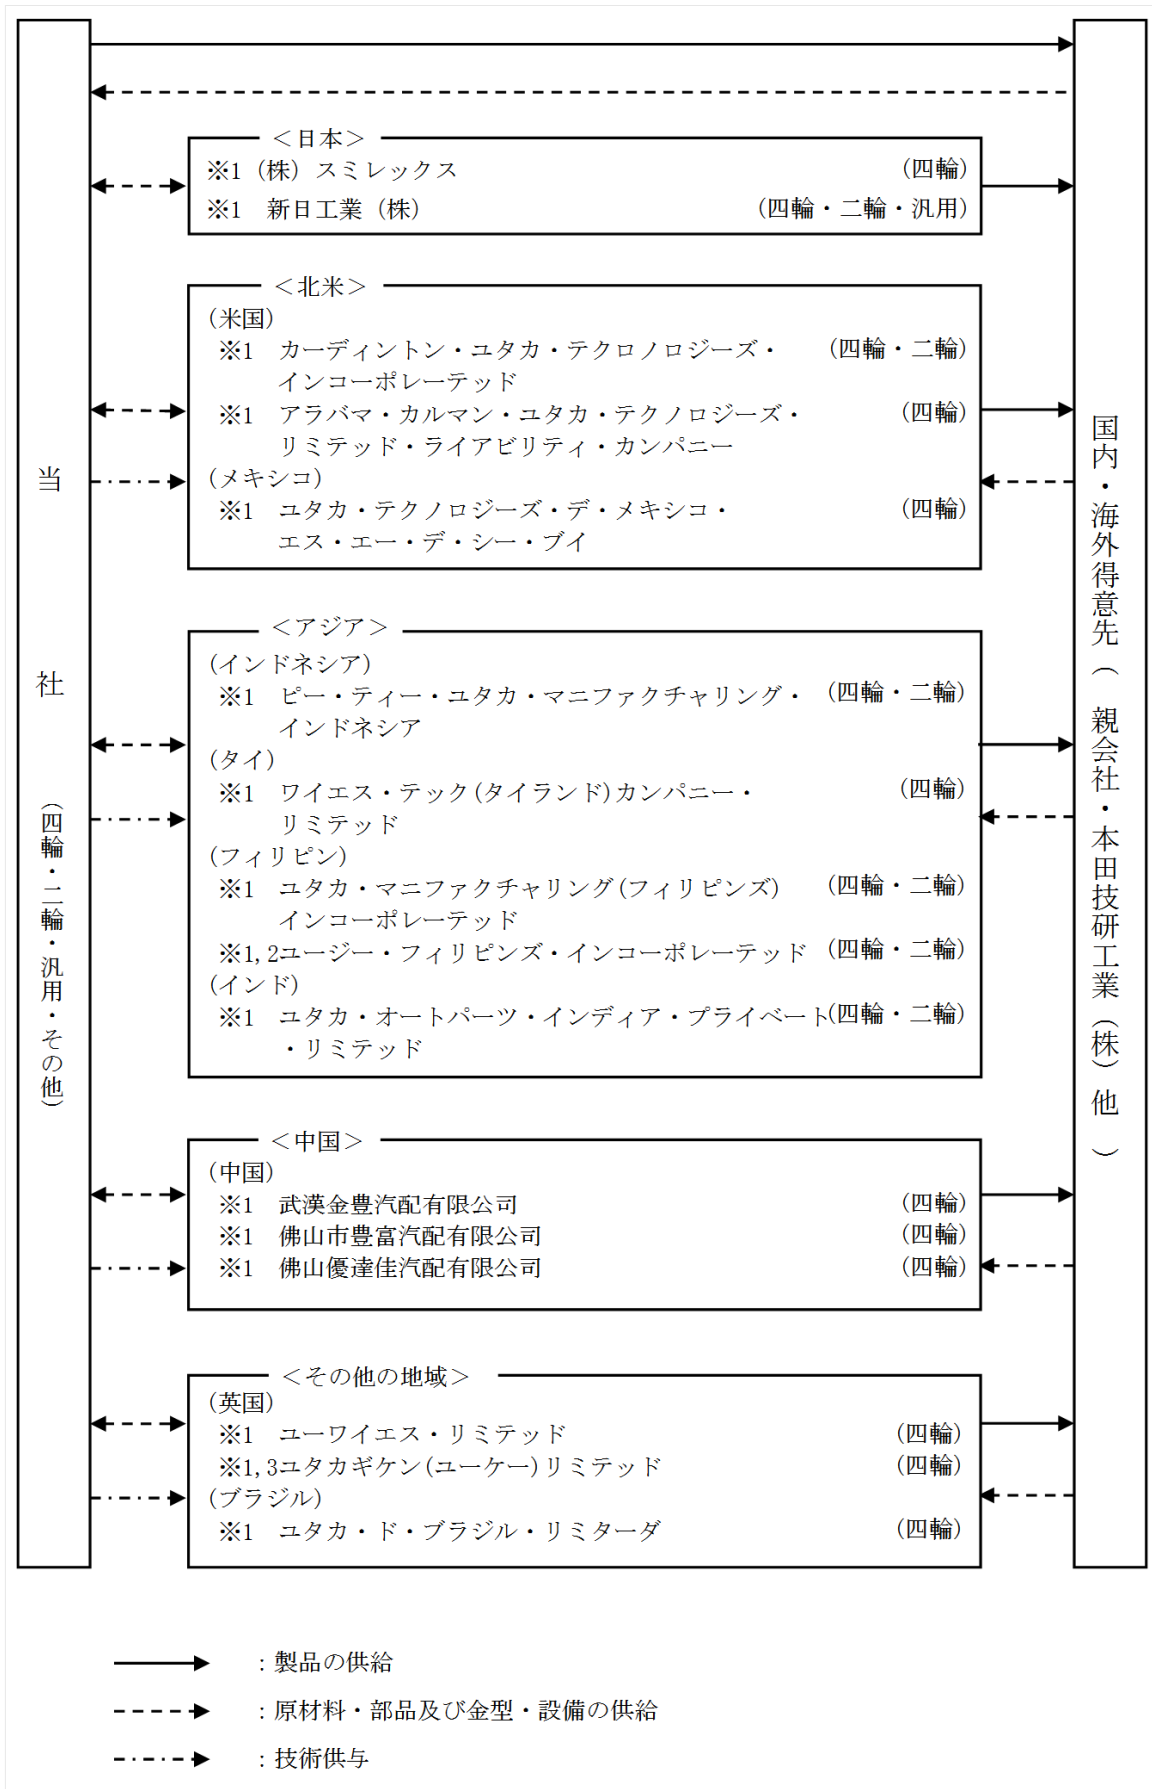 当社
（四輪・二輪・汎用・その他）
＜日本＞
※1（株）スミレックス （四輪）
※1　新日工業（株） （四輪・二輪・汎用）
＜北米＞
（米国）
※1　カーディントン・ユタカ・テクロノロジーズ・ （四輪・二輪）
インコーポレーテッド
※1　アラバマ・カルマン・ユタカ・テクノロジーズ・ （四輪）
リミテッド・ライアビリティ・カンパニー
（メキシコ）
※1　ユタカ・テクノロジーズ・デ・メキシコ・ （四輪）
エス・エー・デ・シー・ブイ
＜アジア＞
（インドネシア）
※1　ピー・ティー・ユタカ・マニファクチャリング・ （四輪・二輪）
インドネシア
（タイ）
※1　ワイエス・テック(タイランド)カンパニー・ （四輪）
リミテッド
（フィリピン）
※1　ユタカ・マニファクチャリング(フィリピンズ) （四輪・二輪）
インコーポレーテッド
※1,2ユージー・フィリピンズ・インコーポレーテッド （四輪・二輪）
（インド）
※1　ユタカ・オートパーツ・インディア・プライベート （四輪・二輪）
・リミテッド
＜中国＞
（中国）
※1　武漢金豊汽配有限公司 （四輪）
※1　佛山市豊富汽配有限公司 （四輪）
※1　佛山優達佳汽配有限公司 （四輪）
＜その他の地域＞
（英国）
※1　ユーワイエス・リミテッド （四輪）
※1,3ユタカギケン(ユーケー)リミテッド （四輪）
（ブラジル）
※1　ユタカ・ド・ブラジル・リミターダ （四輪）
国内・海外得意先（　親会社・本田技研工業（株）他　）
：製品の供給
：原材料・部品及び金型・設備の供給
：技術供与